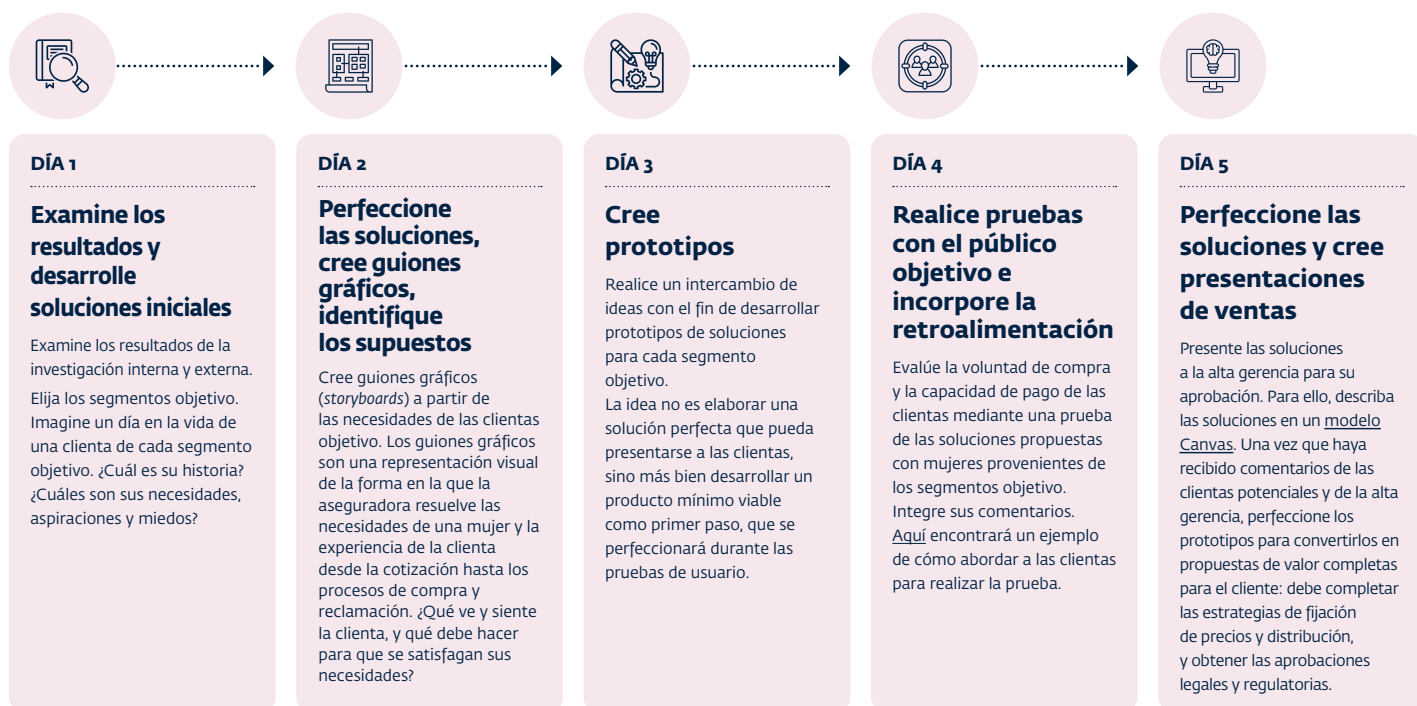 DÍA 1
Examine los
resultados y
desarrolle
soluciones iniciales
Examine los resultados de la
investigación interna y externa.
Elija los segmentos objetivo.
Imagine un día en la vida de
una clienta de cada segmento
objetivo. ¿Cuál es su historia?
¿Cuáles son sus necesidades,
aspiraciones y miedos?
DÍA 2
Perfeccione
las soluciones,
cree guiones
gráficos,
identifique
los supuestos
Cree guiones gráficos
(storyboards) a partir de
las necesidades de las clientas
objetivo. Los guiones gráficos
son una representación visual
de la forma en la que la
aseguradora resuelve las
necesidades de una mujer y la
experiencia de la clienta
desde la cotización hasta los
procesos de compra y
reclamación. ¿Qué ve y siente
la clienta, y qué debe hacer
para que se satisfagan sus
necesidades?
DÍA 3
Cree
prototipos
Realice un intercambio de
ideas con el fin de desarrollar
prototipos de soluciones
para cada segmento
objetivo.
La idea no es elaborar una
solución perfecta que pueda
presentarse a las clientas,
sino más bien desarrollar un
producto mínimo viable
como primer paso, que se
perfeccionará durante las
pruebas de usuario.
DÍA 4
Realice pruebas
con el público
objetivo e
incorpore la
retroalimentación
Evalúe la voluntad de compra
y la capacidad de pago de las
clientas mediante una prueba
de las soluciones propuestas
con mujeres provenientes de
los segmentos objetivo.
Integre sus comentarios.
Aquí encontrará un ejemplo
de cómo abordar a las clientas
para realizar la prueba.
DÍA 5
Perfeccione las
soluciones y cree
presentaciones
de ventas
Presente las soluciones
a la alta gerencia para su
aprobación. Para ello, describa
las soluciones en un modelo
Canvas. Una vez que haya
recibido comentarios de las
clientas potenciales y de la alta
gerencia, perfeccione los
prototipos para convertirlos en
propuestas de valor completas
para el cliente: debe completar
las estrategias de fijación
de precios y distribución,
y obtener las aprobaciones
legales y regulatorias.